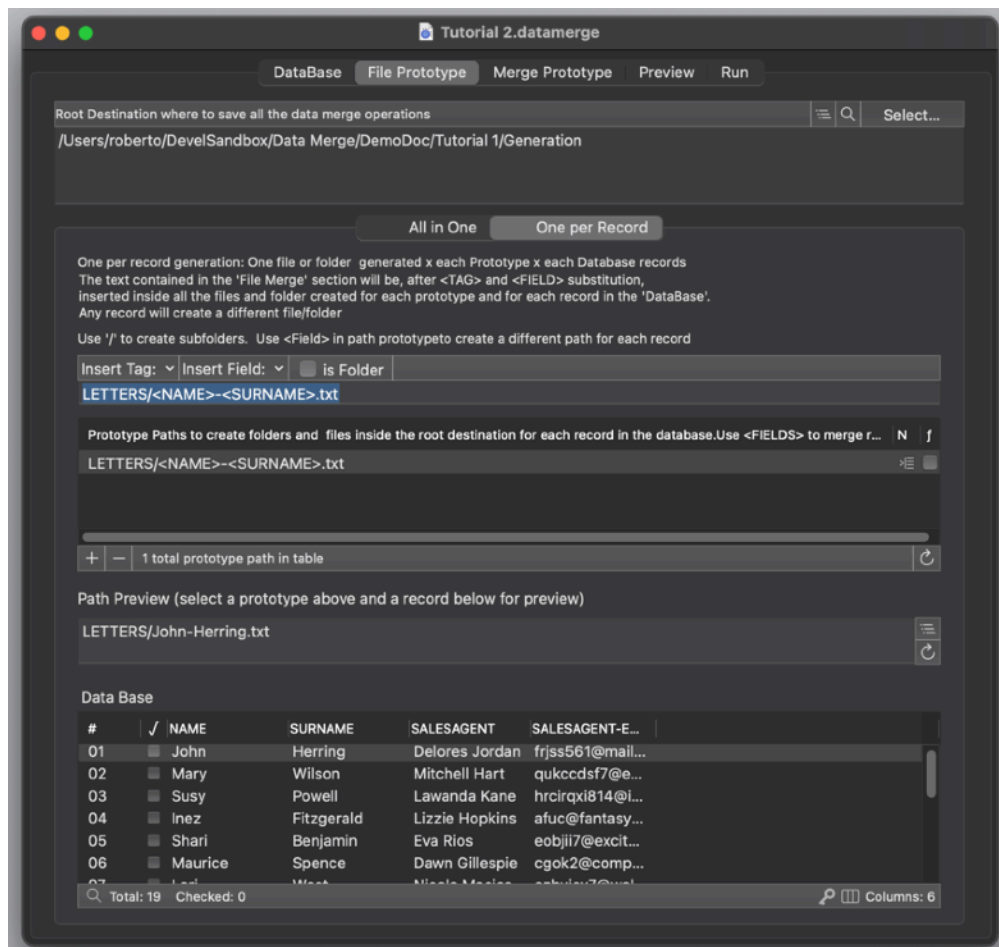 Tutorial 2.datamerge
DataBase File Prototype Merge Prototype Preview Run
Root Destination where to save all the data merge operations Select...
/Users/roberto/DevelSandbox/Data Merge/DemoDoc/Tutorial 1/Generation
All in One One per Record
One per record generation: One file or folder generated x each Prototype x each Database records
The text contained in the 'File Merge' section will be, after <TAG> and <FIELD> substitution,
inserted inside all the files and folder created for each prototype and for each record in the 'DataBase'.
Any record will create a different file/folder
Use '/' to create subfolders. Use <Field> in path prototypeto create a different path for each record
Insert Tag: Insert Field: is Folder
LETTERS/<NAME>-<SURNAME>.txt
Prototype Paths to create folders and files inside the root destination for each record in the database.Use <FIELDS> to merge r... N f
LETTERS/<NAME>-<SURNAME>.txt
+ − 1 total prototype path in table
Path Preview (select a prototype above and a record below for preview)
LETTERS/John-Herring.txt
Data Base
# √ NAME SURNAME SALESAGENT SALESAGENT-E...
01 John Herring Delores Jordan frjss561@mail...
02 Mary Wilson Mitchell Hart qukccdsf7@e...
03 Susy Powell Lawanda Kane hrcirqxi814@i...
04 Inez Fitzgerald Lizzie Hopkins afuc@fantasy...
05 Shari Benjamin Eva Rios eobjii7@excit...
06 Maurice Spence Dawn Gillespie cgok2@comp...
Total: 19 Checked: 0 Columns: 6